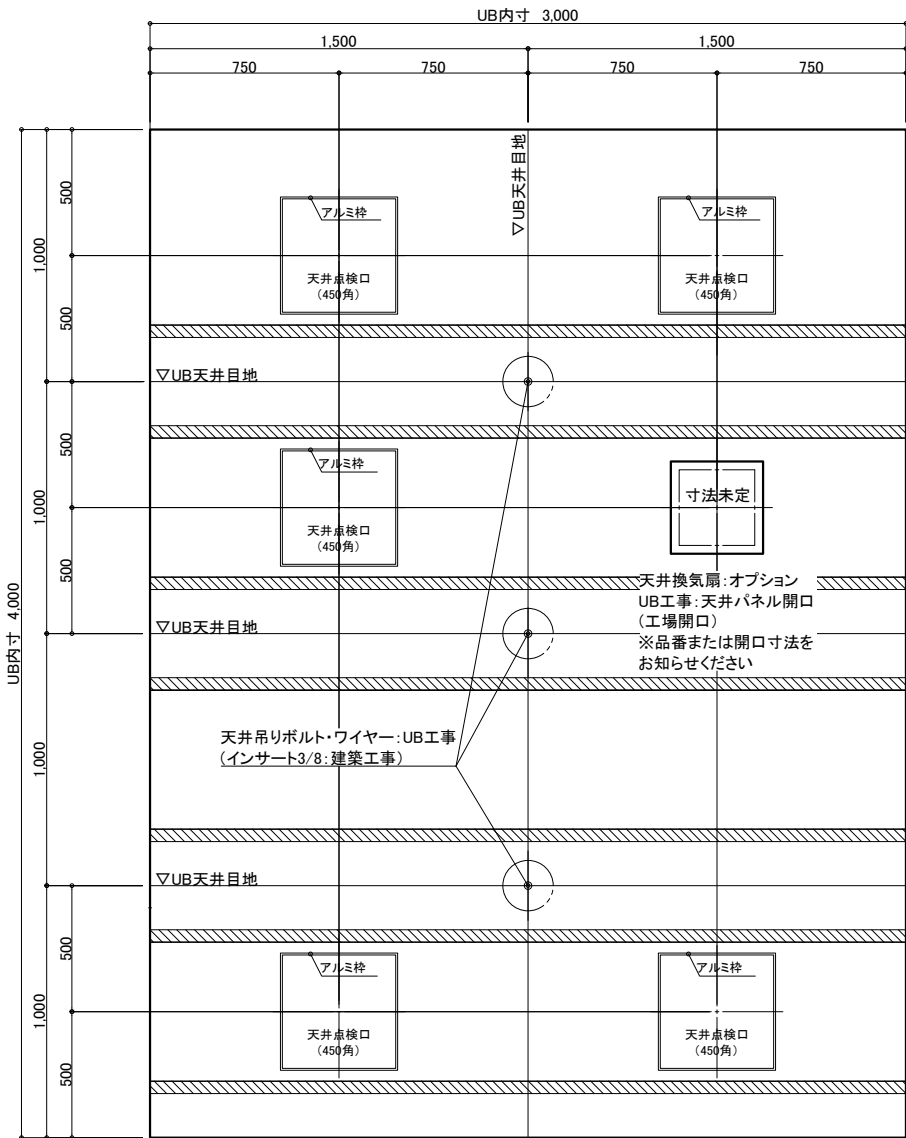 UB内寸 3,000
1,500
1,500
750
750
750
750
UB内寸 4,000
1,000
1,000
1,000
1,000
500
500
500
500
500
500
▽UB天井目地
アルミ枠
天井点検口
(450角)
アルミ枠
天井点検口
(450角)
▽UB天井目地
アルミ枠
天井点検口
(450角)
寸法未定
天井換気扇:オプション
UB工事:天井パネル開口
(工場開口)
※品番または開口寸法を
お知らせください
▽UB天井目地
天井吊りボルト・ワイヤー:UB工事
(インサート3/8:建築工事)
▽UB天井目地
アルミ枠
天井点検口
(450角)
アルミ枠
天井点検口
(450角)